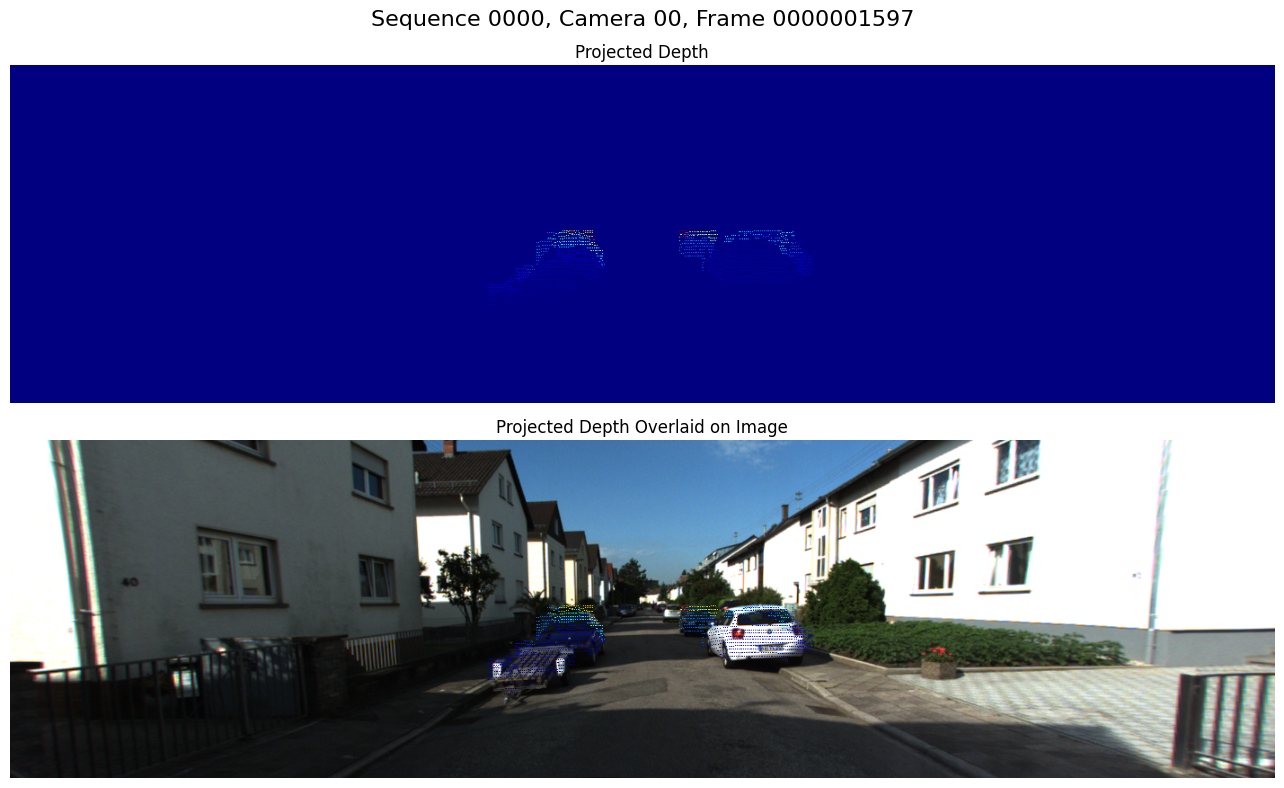 Sequence 0000, Camera 00, Frame 0000001597
Projected Depth
Projected Depth Overlaid on Image
40